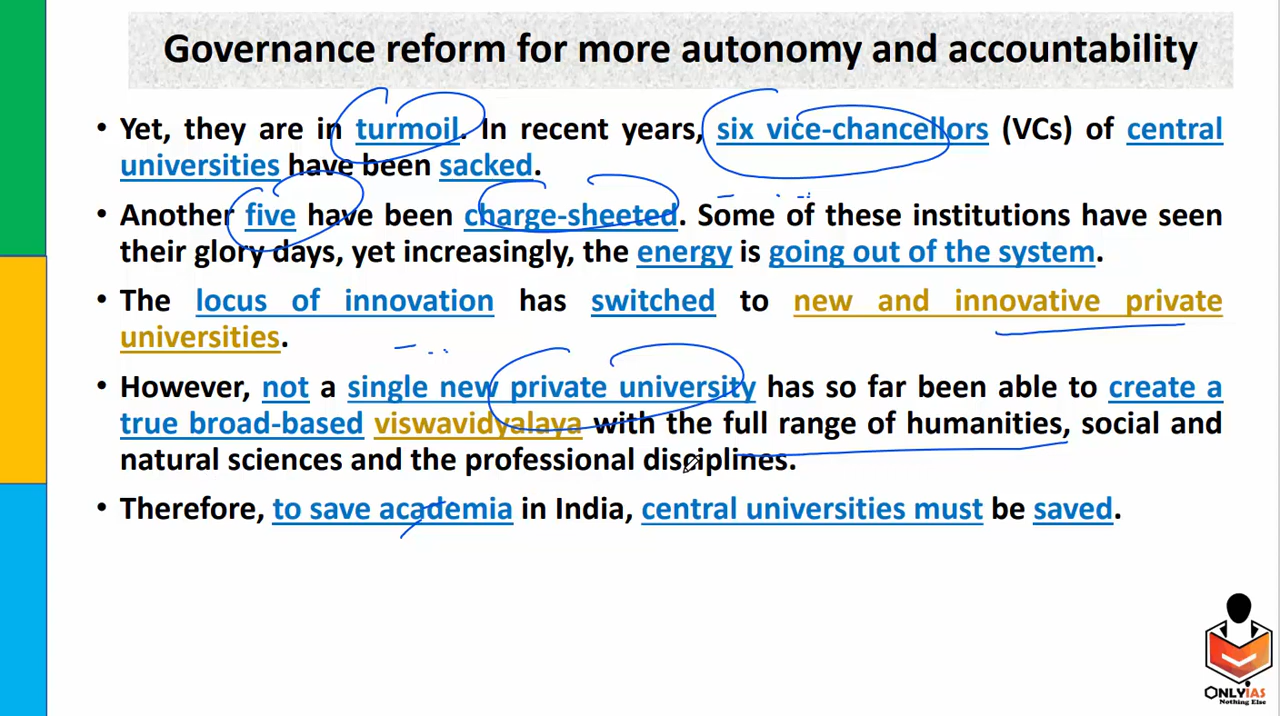 Governance reform for more autonomy and accountability
• Yet, they are in turmoil. In recent years, six vice-chancellors (VCs) of central
universities have been sacked.
• Another five have been charge-sheeted. Some of these institutions have seen
their glory days, yet increasingly, the energy is going out of the system.
• The locus of innovation has switched to new and innovative private
universities.
• However, not a single new private university has so far been able to create a
true broad-based viswavidyalaya with the full range of humanities, social and
natural sciences and the professional disciplines.
• Therefore, to save academia in India, central universities must be saved.
ONLYIAS
Nothing Else